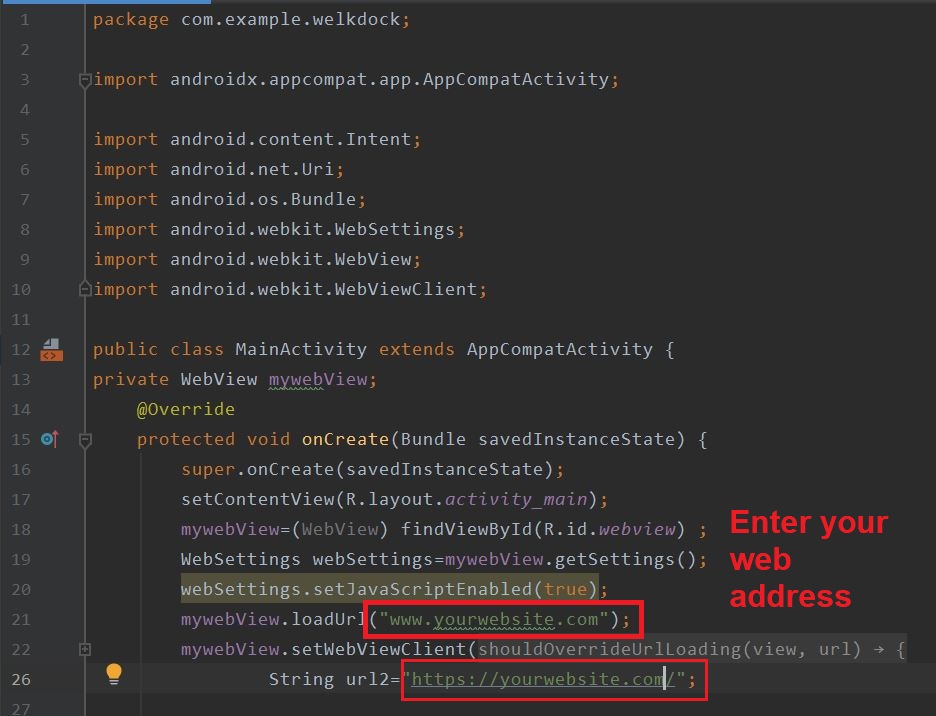 1 package com.example.welkdock;
2
3 import androidx.appcompat.app.AppCompatActivity;
4
5 import android.content.Intent;
6 import android.net.Uri;
7 import android.os.Bundle;
8 import android.webkit.WebSettings;
9 import android.webkit.WebView;
10 import android.webkit.WebViewClient;
11
12 public class MainActivity extends AppCompatActivity {
13 private WebView mywebView;
14 @Override
15 protected void onCreate(Bundle savedInstanceState) {
16 super.onCreate(savedInstanceState);
17 setContentView(R.layout.activity_main);
18 mywebView=(WebView) findViewById(R.id.webview) ;
19 WebSettings webSettings=mywebView.getSettings();
20 webSettings.setJavaScriptEnabled(true);
21 mywebView.loadUrl("www.yourwebsite.com");
22 mywebView.setWebViewClient(shouldOverrideUrlLoading(view, url) → {
26 String url2="https://yourwebsite.com/";
27
Enter your
web
address